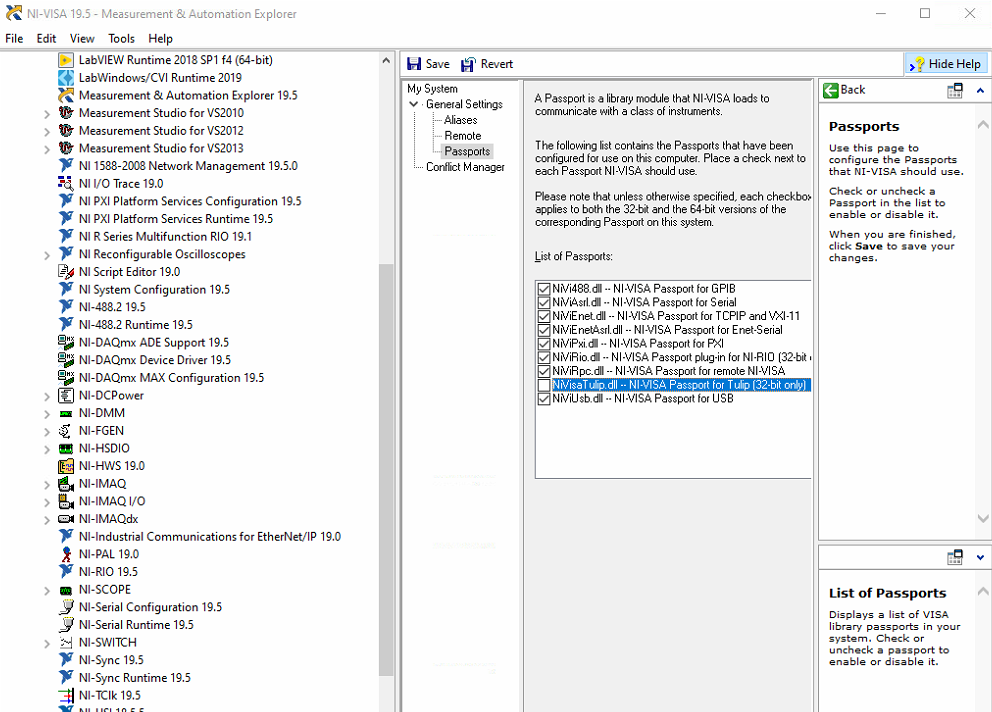 NI-VISA 19.5 - Measurement & Automation Explorer
File Edit View Tools Help
LabVIEW Runtime 2018 SP1 f4 (64-bit)
LabWindows/CVI Runtime 2019
Measurement & Automation Explorer 19.5
Measurement Studio for VS2010
Measurement Studio for VS2012
Measurement Studio for VS2013
NI 1588-2008 Network Management 19.5.0
NI I/O Trace 19.0
NI PXI Platform Services Configuration 19.5
NI PXI Platform Services Runtime 19.5
NI R Series Multifunction RIO 19.1
NI Reconfigurable Oscilloscopes
NI Script Editor 19.0
NI System Configuration 19.5
NI-488.2 19.5
NI-488.2 Runtime 19.5
NI-DAQmx ADE Support 19.5
NI-DAQmx Device Driver 19.5
NI-DAQmx MAX Configuration 19.5
NI-DCPower
NI-DMM
NI-FGEN
NI-HSDIO
NI-HWS 19.0
NI-IMAQ
NI-IMAQ I/O
NI-IMAQdx
NI-Industrial Communications for EtherNet/IP 19.0
NI-PAL 19.0
NI-RIO 19.5
NI-SCOPE
NI-Serial Configuration 19.5
NI-Serial Runtime 19.5
NI-SWITCH
NI-Sync 19.5
NI-Sync Runtime 19.5
NI-TClk 19.5
Save Revert Hide Help
My System
General Settings
Aliases
Remote
Passports
Conflict Manager
A Passport is a library module that NI-VISA loads to
communicate with a class of instruments.
The following list contains the Passports that have been
configured for use on this computer. Place a check next to
each Passport NI-VISA should use.
Please note that unless otherwise specified, each checkbox
applies to both the 32-bit and the 64-bit versions of the
corresponding Passport on this system.
List of Passports:
NiVi488.dll -- NI-VISA Passport for GPIB
NiViAsrl.dll -- NI-VISA Passport for Serial
NiViEnet.dll -- NI-VISA Passport for TCPIP and VXI-11
NiViEnetAsrl.dll -- NI-VISA Passport for Enet-Serial
NiViPxi.dll -- NI-VISA Passport for PXI
NiViRio.dll -- NI-VISA Passport plug-in for NI-RIO (32-bit
NiViRpc.dll -- NI-VISA Passport for remote NI-VISA
NiVisaTulip.dll -- NI-VISA Passport for Tulip (32-bit only)
NiViUsb.dll -- NI-VISA Passport for USB
Back
Passports
Use this page to
configure the Passports
that NI-VISA should use.
Check or uncheck a
Passport in the list to
enable or disable it.
When you are finished,
click Save to save your
changes.
List of Passports
Displays a list of VISA
library passports in your
system. Check or
uncheck a passport to
enable or disable it.